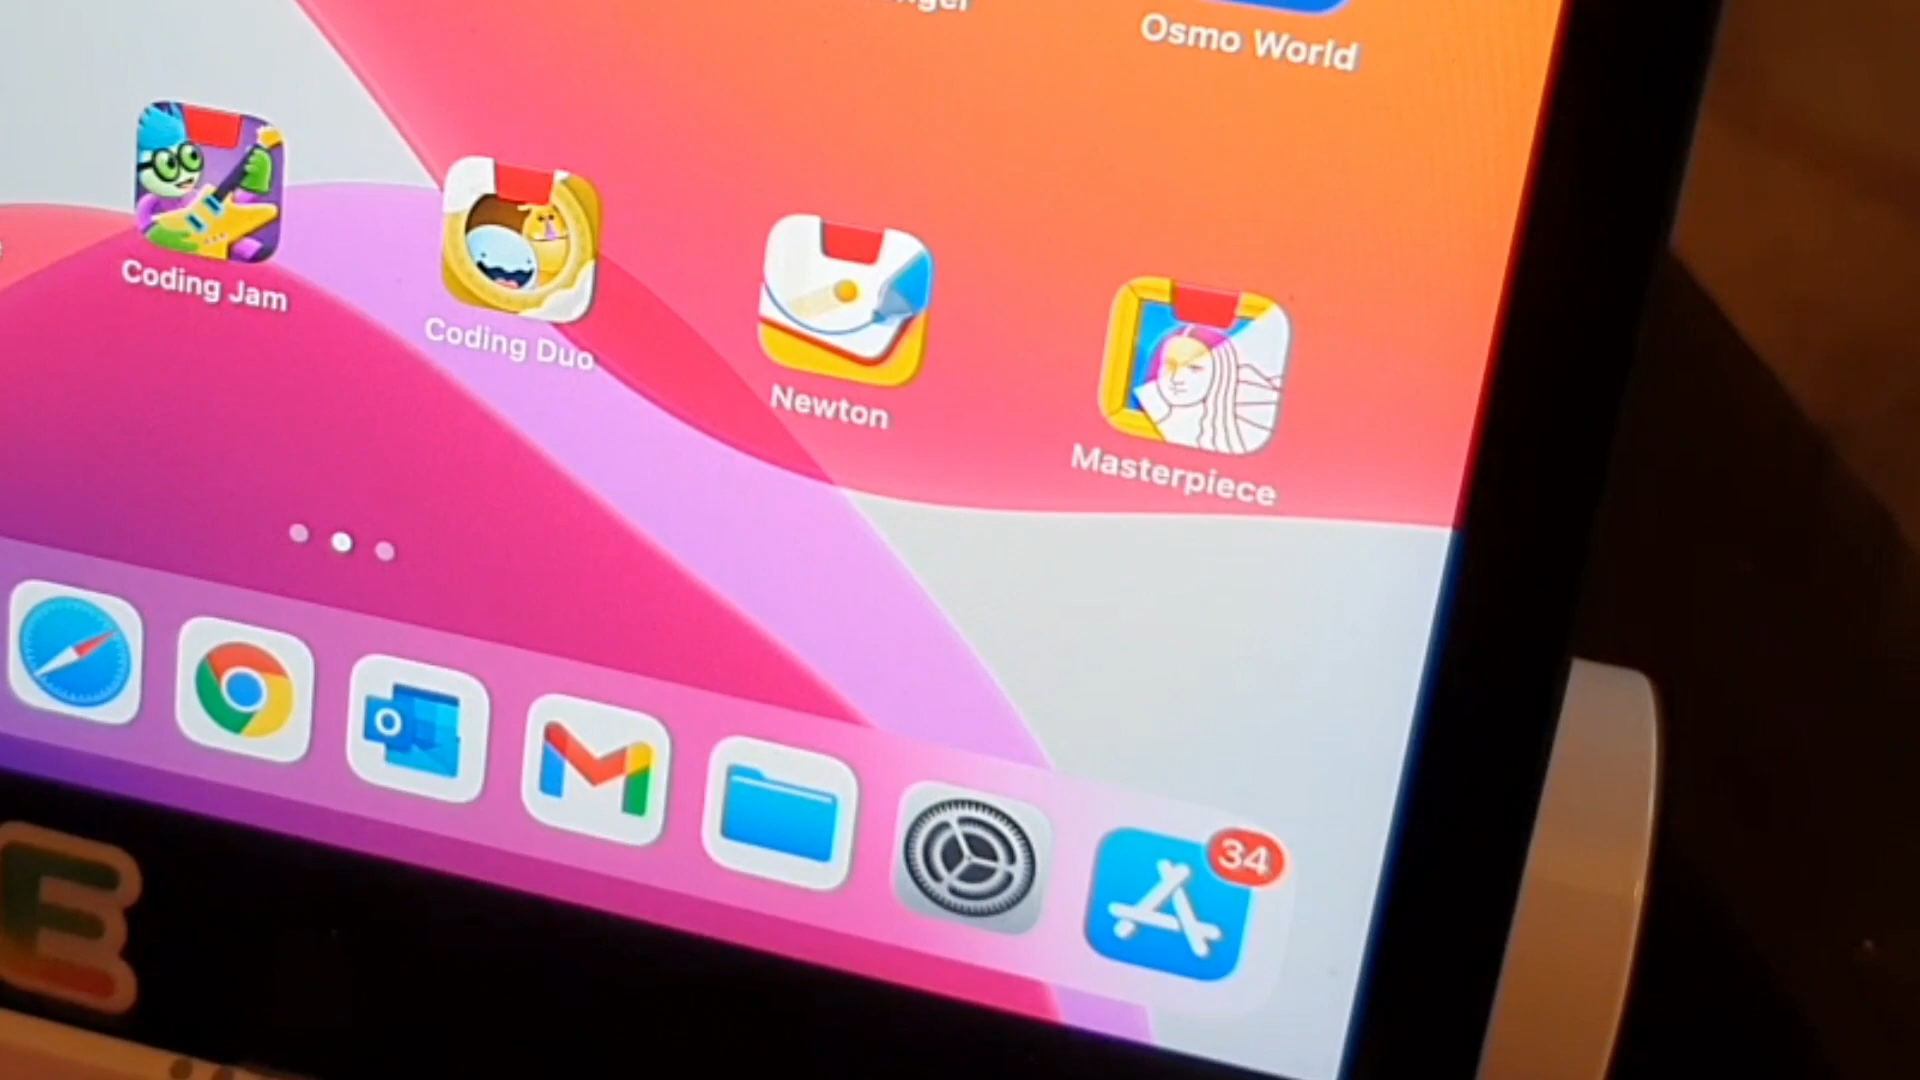 Osmo World
Coding Jam
Coding Duo
Newton
Masterpiece
34